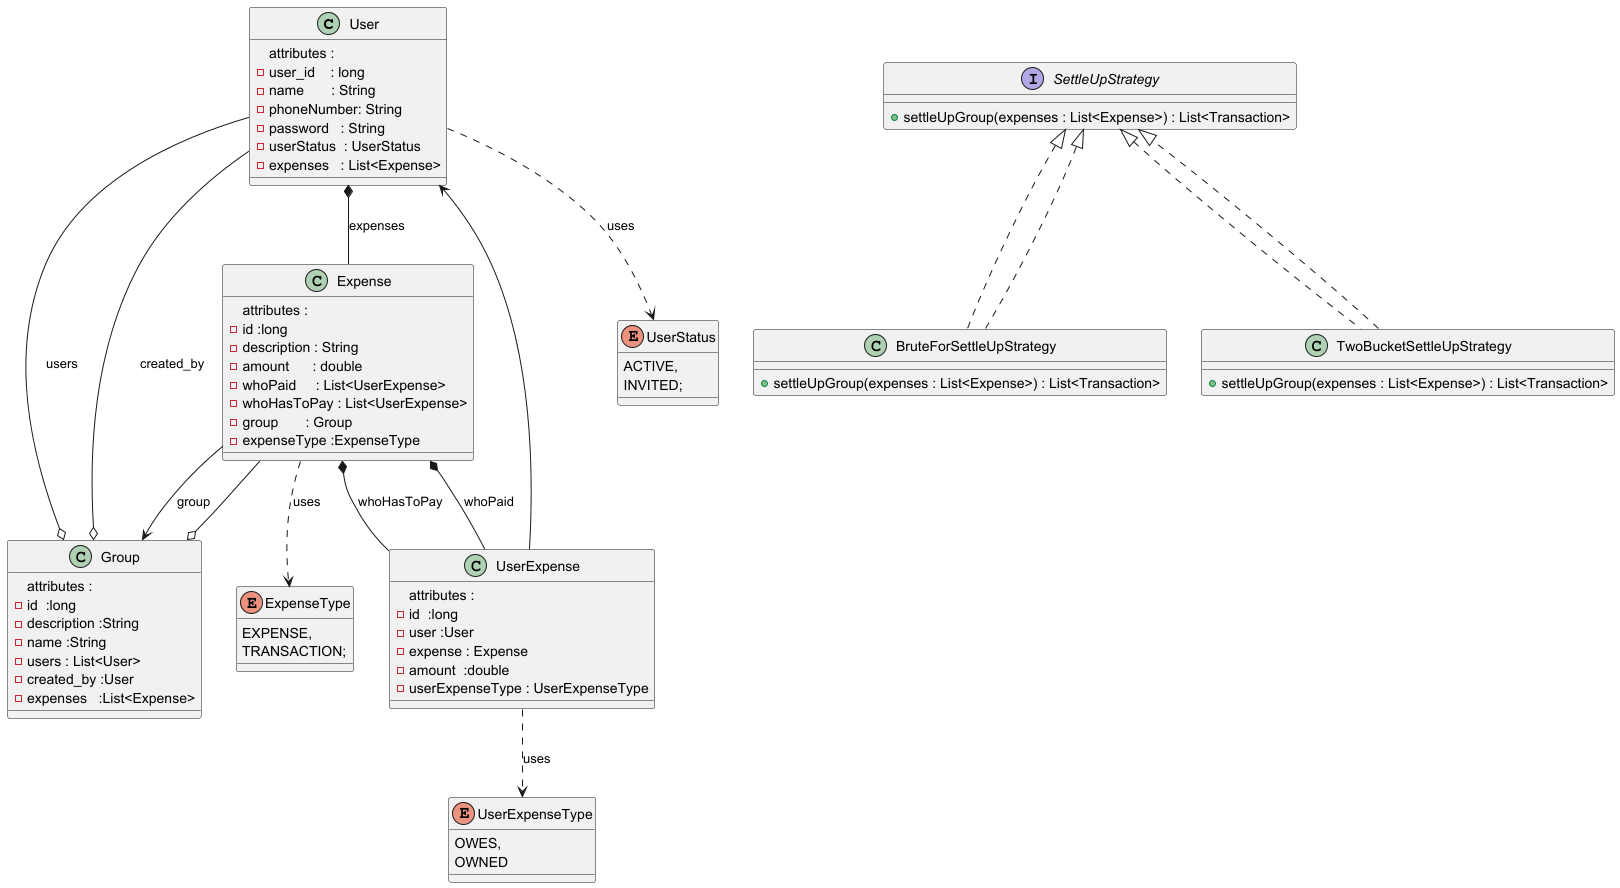 C User
attributes :
user_id : long
name : String
phoneNumber: String
password : String
userStatus : UserStatus
expenses : List<Expense>
I SettleUpStrategy
settleUpGroup(expenses : List<Expense>) : List<Transaction>
expenses
uses
C Expense
attributes :
id :long
description : String
amount : double
whoPaid : List<UserExpense>
whoHasToPay : List<UserExpense>
group : Group
expenseType :ExpenseType
E UserStatus
ACTIVE,
INVITED;
C BruteForSettleUpStrategy
settleUpGroup(expenses : List<Expense>) : List<Transaction>
C TwoBucketSettleUpStrategy
settleUpGroup(expenses : List<Expense>) : List<Transaction>
users
created_by
group
uses
whoHasToPay
whoPaid
C Group
attributes :
id :long
description :String
name :String
users : List<User>
created_by :User
expenses :List<Expense>
E ExpenseType
EXPENSE,
TRANSACTION;
C UserExpense
attributes :
id :long
user :User
expense : Expense
amount :double
userExpenseType : UserExpenseType
uses
E UserExpenseType
OWES,
OWNED